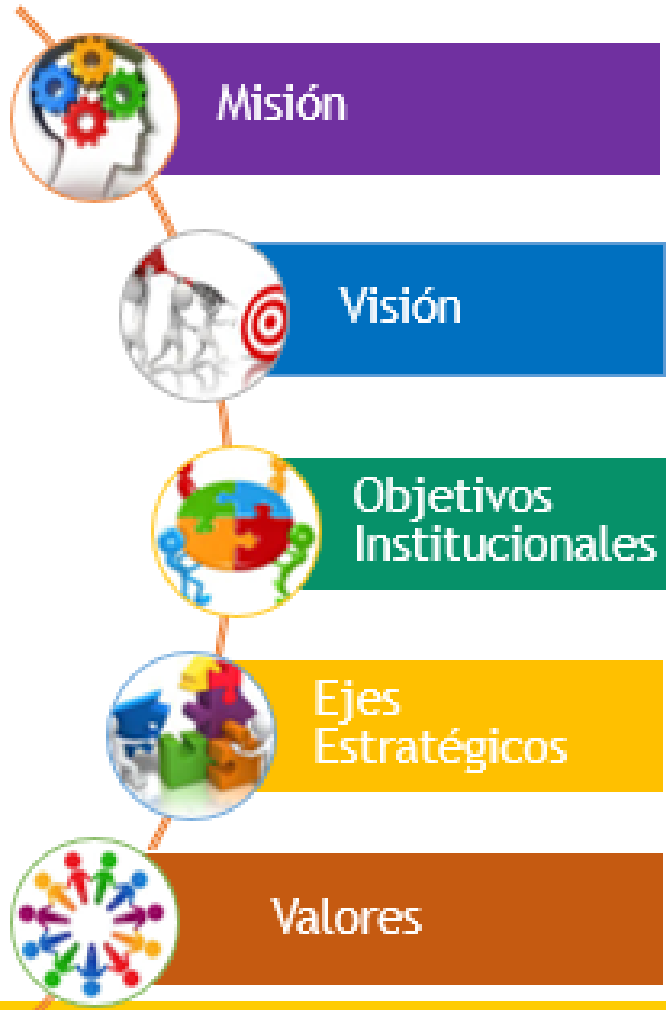 Misión
Visión
Objetivos
Institucionales
Ejes
Estratégicos
Valores